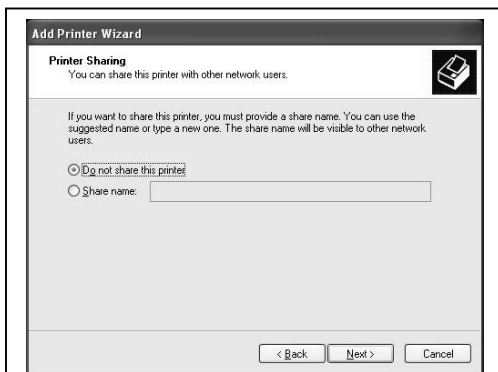 Add Printer Wizard
Printer Sharing
You can share this printer with other network users.
If you want to share this printer, you must provide a share name. You can use the
suggested name or type a new one. The share name will be visible to other network
users.
Do not share this printer
Share name:
< Back
Next >
Cancel